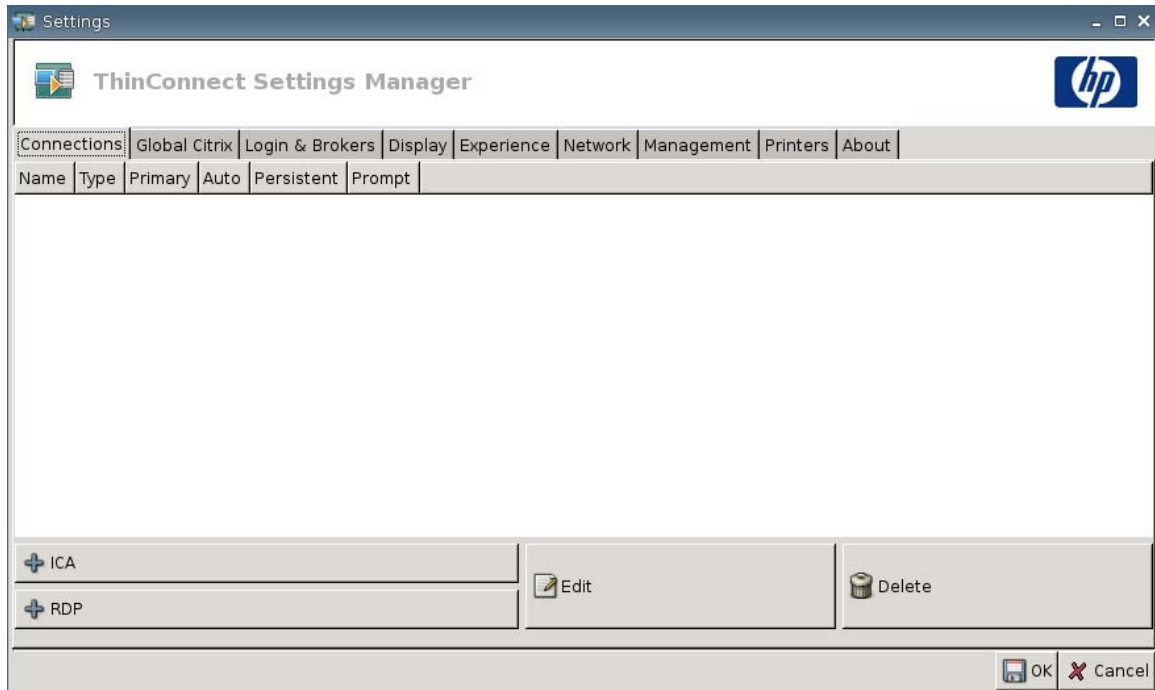 Settings
ThinConnect Settings Manager
hp
Connections Global Citrix Login & Brokers Display Experience Network Management Printers About
Name Type Primary Auto Persistent Prompt
ICA
Edit Delete
RDP
OK Cancel